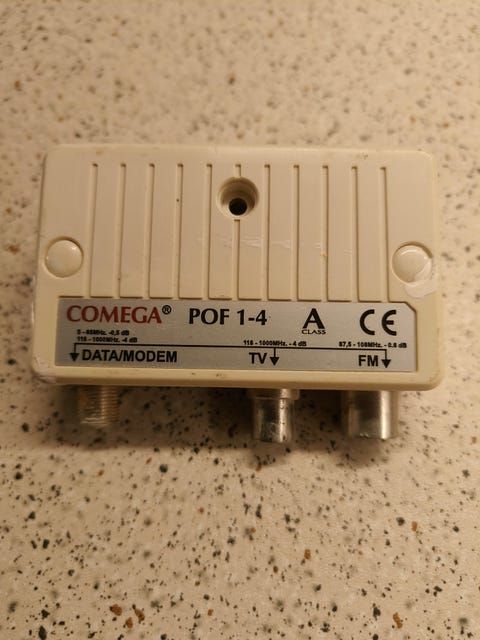 COMEGA® POF 1-4 A CE
CLASS
5 - 65MHz. -0,5 dB
118 - 1000MHz. -4 dB 118 - 1000MHz. - 4 dB 87,5 - 108MHz. -0.6 dB
DATA/MODEM TV FM